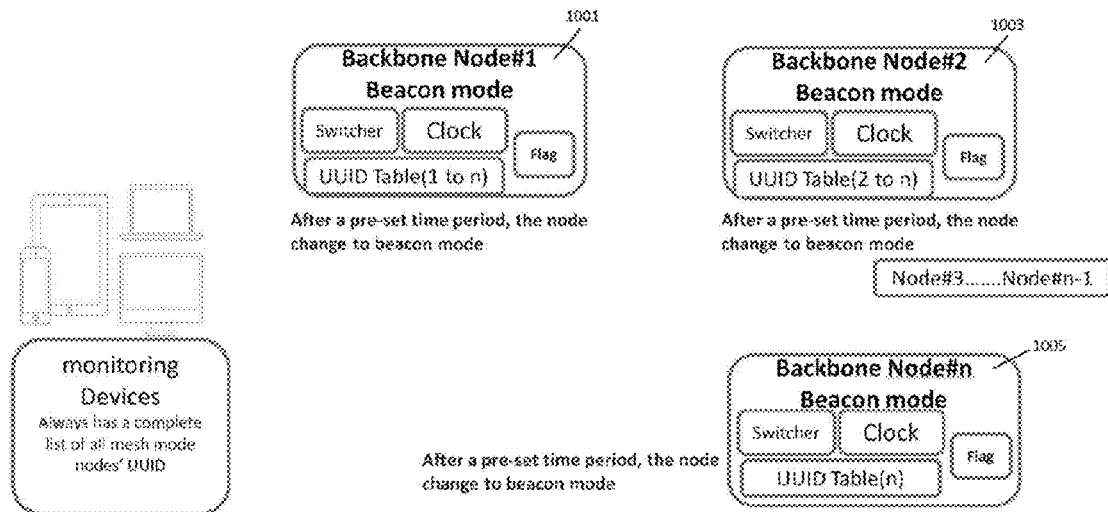 1001
Backbone Node#1
Beacon mode
Switcher
Clock
Flag
UUID Table(1 to n)
After a pre-set time period, the node
change to beacon mode
1003
Backbone Node#2
Beacon mode
Switcher
Clock
Flag
UUID Table(2 to n)
After a pre-set time period, the node
change to beacon mode
Node#3.......Node#n-1
monitoring
Devices
Always has a complete
list of all mesh mode
nodes' UUID
1005
Backbone Node#n
Beacon mode
Switcher
Clock
Flag
UUID Table(n)
After a pre-set time period, the node
change to beacon mode